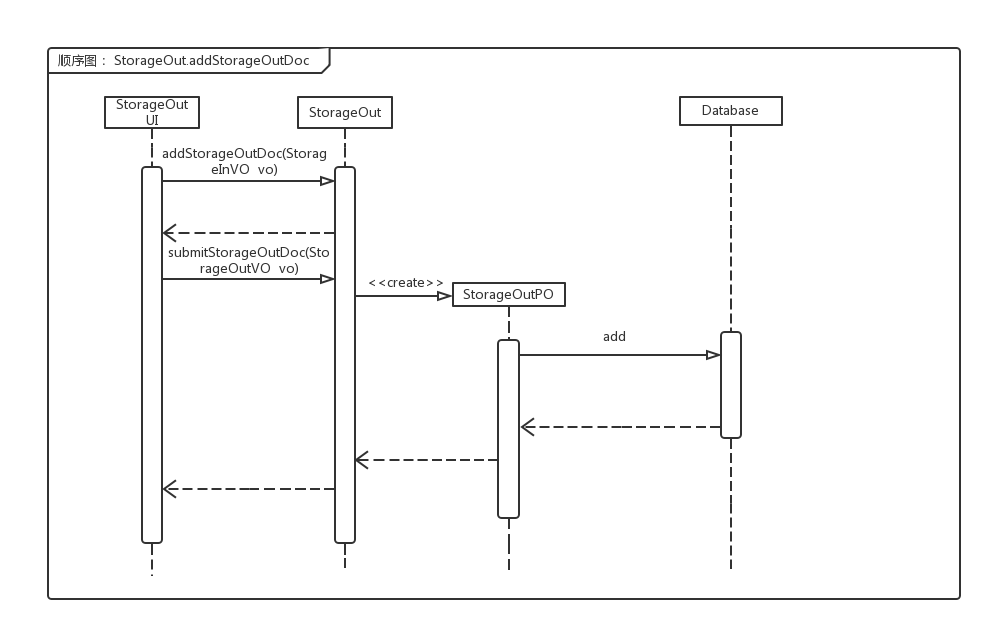 顺序图： StorageOut.addStorageOutDoc
StorageOut
UI
StorageOut
Database
addStorageOutDoc(Storag
eInVO vo)
submitStorageOutDoc(Sto
rageOutVO vo)
<<create>>
StorageOutPO
add